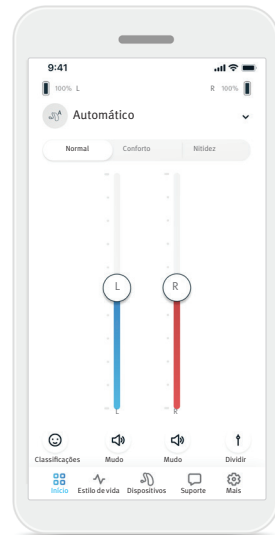 9:41
100% L
R 100%
A
Automático
Normal Conforto Nitidez
L R
L R
Classificações Mudo Mudo Dividir
Início Estilo de vida Dispositivos Suporte Mais